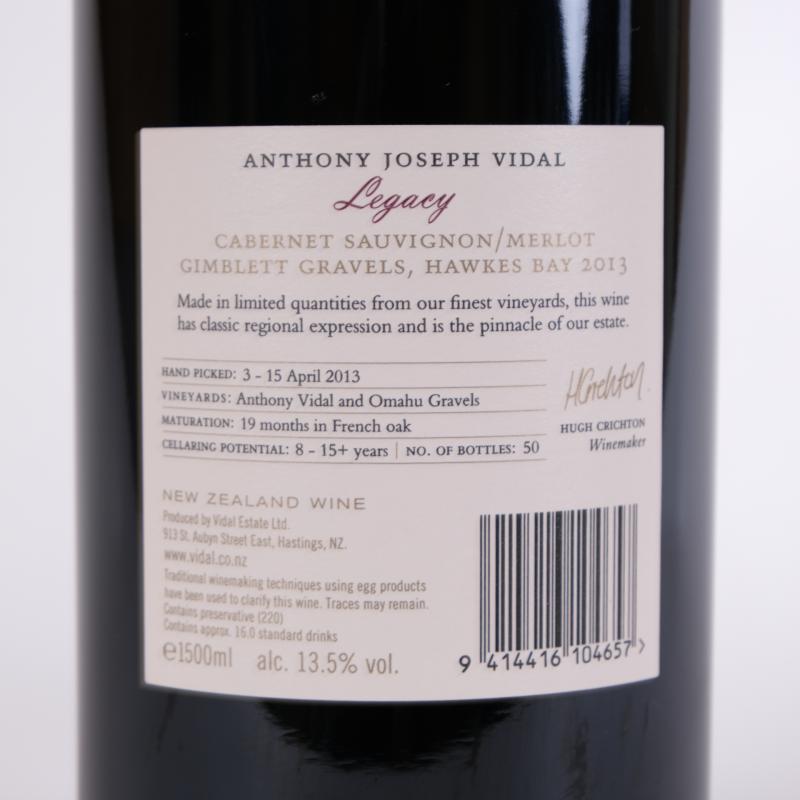 ANTHONY JOSEPH VIDAL
Legacy
CABERNET SAUVIGNON/MERLOT
GIMBLETT GRAVELS, HAWKES BAY 2013
Made in limited quantities from our finest vineyards, this wine
has classic regional expression and is the pinnacle of our estate.
HAND PICKED: 3 - 15 April 2013
VINEYARDS: Anthony Vidal and Omahu Gravels
MATURATION: 19 months in French oak
CELLARING POTENTIAL: 8 - 15+ years | NO. OF BOTTLES: 50
HCrichton.
HUGH CRICHTON
Winemaker
NEW ZEALAND WINE
Produced by Vidal Estate Ltd.
913 St. Aubyn Street East, Hastings, NZ.
www.vidal.co.nz
Traditional winemaking techniques using egg products
have been used to clarify this wine. Traces may remain.
Contains preservative (220)
Contains approx. 16.0 standard drinks
℮1500ml alc. 13.5% vol.
9 414416 104657 >